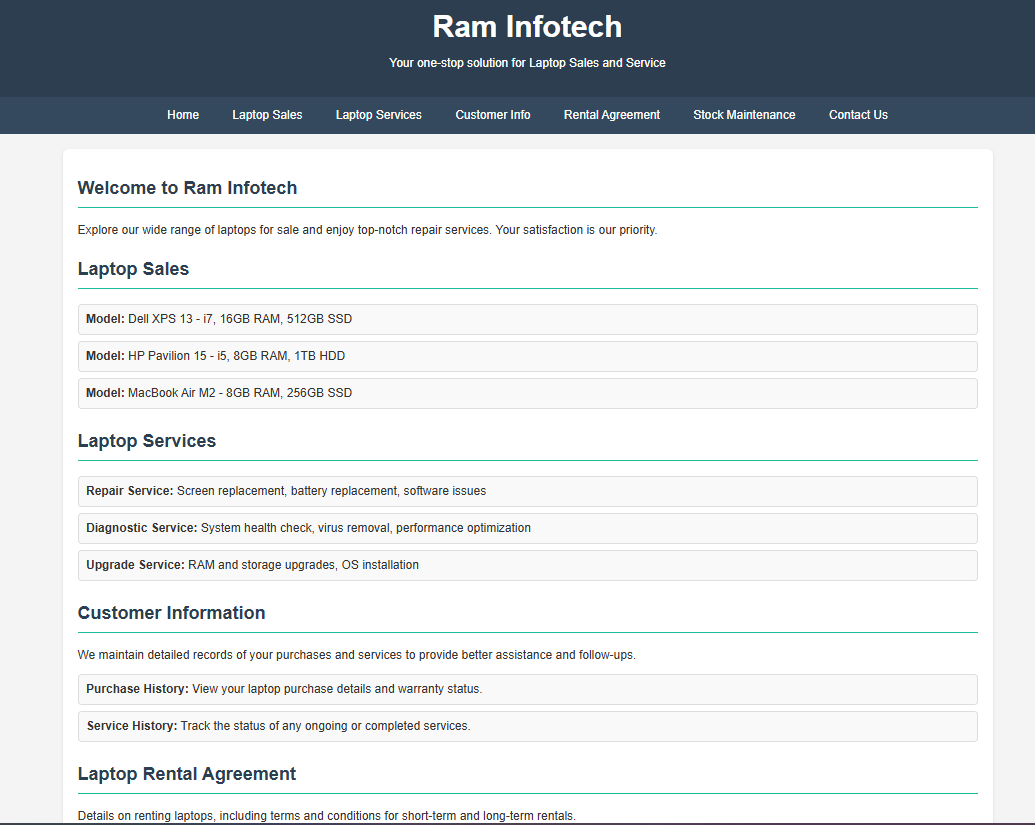 Ram Infotech
Your one-stop solution for Laptop Sales and Service
Home Laptop Sales Laptop Services Customer Info Rental Agreement Stock Maintenance Contact Us
Welcome to Ram Infotech
Explore our wide range of laptops for sale and enjoy top-notch repair services. Your satisfaction is our priority.
Laptop Sales
Model: Dell XPS 13 - i7, 16GB RAM, 512GB SSD
Model: HP Pavilion 15 - i5, 8GB RAM, 1TB HDD
Model: MacBook Air M2 - 8GB RAM, 256GB SSD
Laptop Services
Repair Service: Screen replacement, battery replacement, software issues
Diagnostic Service: System health check, virus removal, performance optimization
Upgrade Service: RAM and storage upgrades, OS installation
Customer Information
We maintain detailed records of your purchases and services to provide better assistance and follow-ups.
Purchase History: View your laptop purchase details and warranty status.
Service History: Track the status of any ongoing or completed services.
Laptop Rental Agreement
Details on renting laptops, including terms and conditions for short-term and long-term rentals.